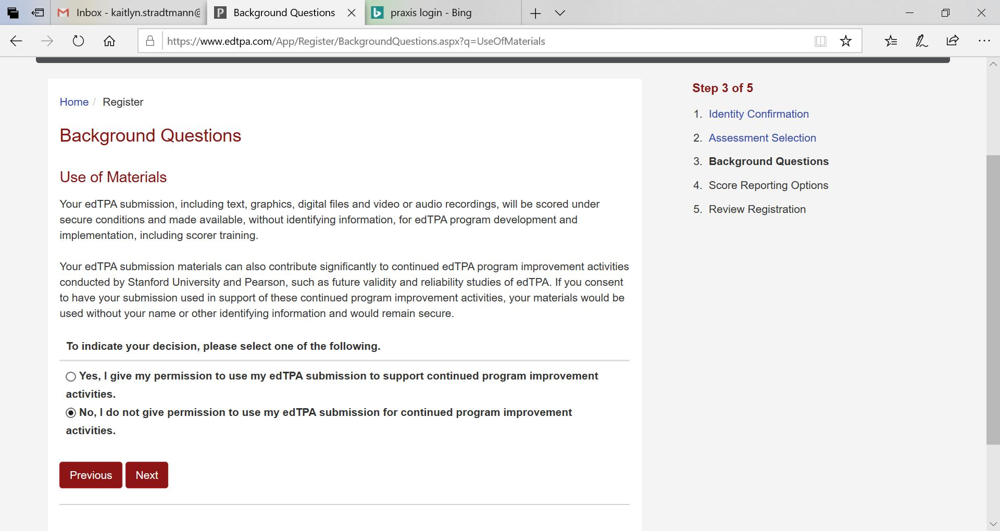 Inbox - kaitlyn.stradtmann@
Background Questions
praxis login - Bing
https://www.edtpa.com/App/Register/BackgroundQuestions.aspx?q=UseOfMaterials
Home / Register
Background Questions
Use of Materials
Your edTPA submission, including text, graphics, digital files and video or audio recordings, will be scored under
secure conditions and made available, without identifying information, for edTPA program development and
implementation, including scorer training.
Your edTPA submission materials can also contribute significantly to continued edTPA program improvement activities
conducted by Stanford University and Pearson, such as future validity and reliability studies of edTPA. If you consent
to have your submission used in support of these continued program improvement activities, your materials would be
used without your name or other identifying information and would remain secure.
To indicate your decision, please select one of the following.
Yes, I give my permission to use my edTPA submission to support continued program improvement
activities.
No, I do not give permission to use my edTPA submission for continued program improvement
activities.
Previous
Next
Step 3 of 5
1. Identity Confirmation
2. Assessment Selection
3. Background Questions
4. Score Reporting Options
5. Review Registration